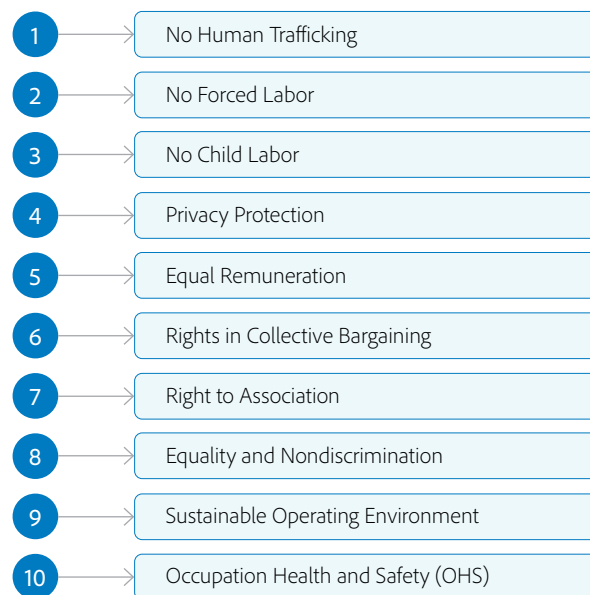 1 No Human Trafficking
2 No Forced Labor
3 No Child Labor
4 Privacy Protection
5 Equal Remuneration
6 Rights in Collective Bargaining
7 Right to Association
8 Equality and Nondiscrimination
9 Sustainable Operating Environment
10 Occupation Health and Safety (OHS)